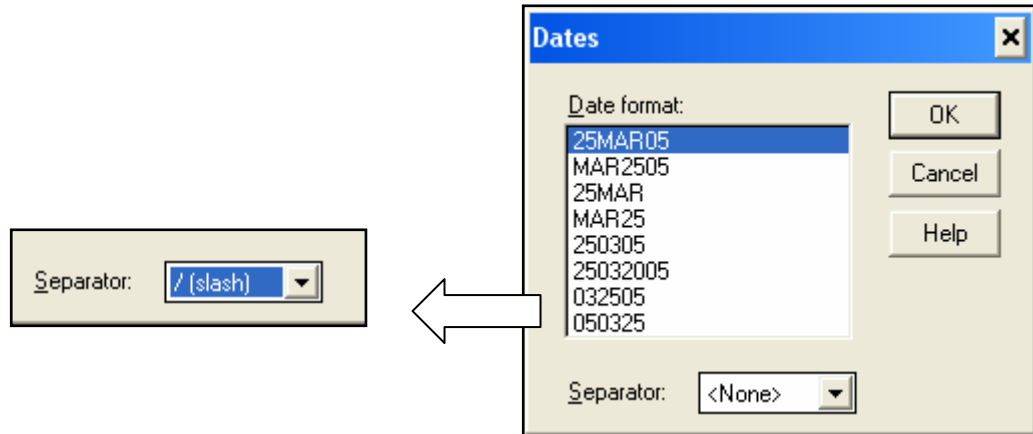 Dates
Date format:
25MAR05
MAR2505
25MAR
MAR25
250305
25032005
032505
050325
OK
Cancel
Help
Separator: <None>
Separator: / (slash)